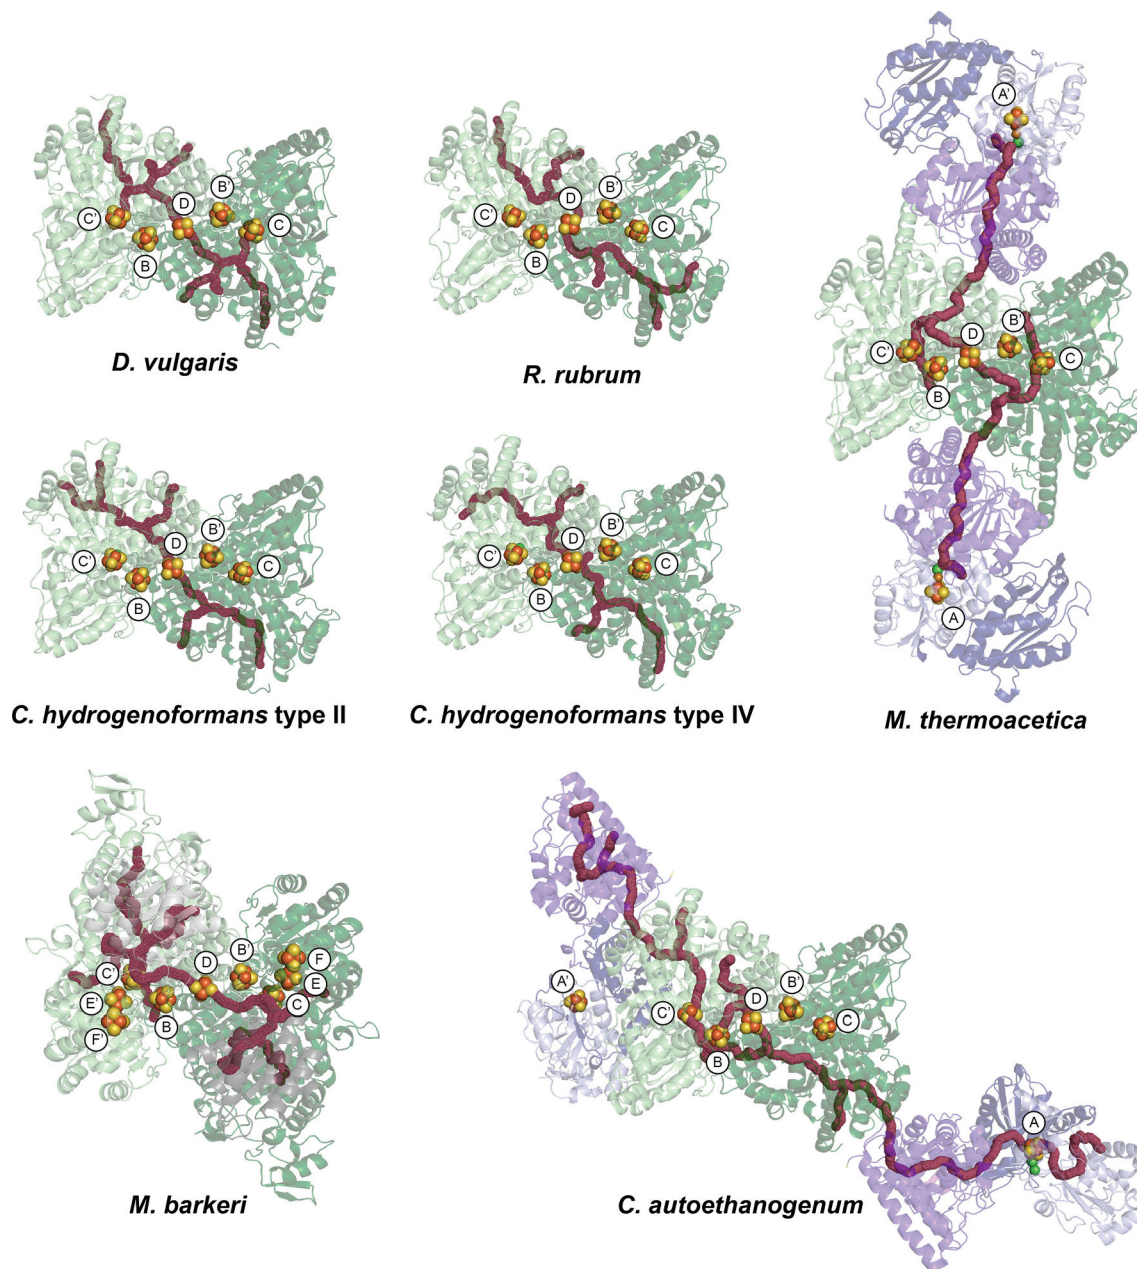 A'
B'
D
C'
C
B
D. vulgaris
B'
D
C'
C
B
R. rubrum
B'
D
C'
C
B
A
M. thermoacetica
B'
D
C'
C
B
C. hydrogenoformans type II
B'
D
C'
C
B
C. hydrogenoformans type IV
B'
D
F
C'
E
E'
C
B
F'
M. barkeri
A'
B'
D
C'
C
B
A
C. autoethanogenum